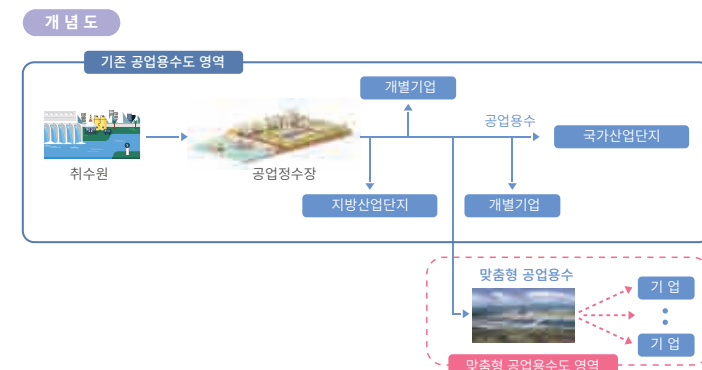 개 념 도
기존 공업용수도 영역
개별기업
공업용수
국가산업단지
취수원
공업정수장
지방산업단지
개별기업
맞춤형 공업용수
기 업
기 업
맞춤형 공업용수도 영역